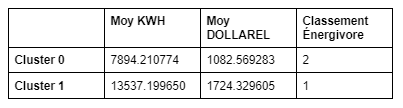 Moy KWH Moy DOLLAREL Classement Énergivore
Cluster 0 7894.210774 1082.569283 2
Cluster 1 13537.199650 1724.329605 1